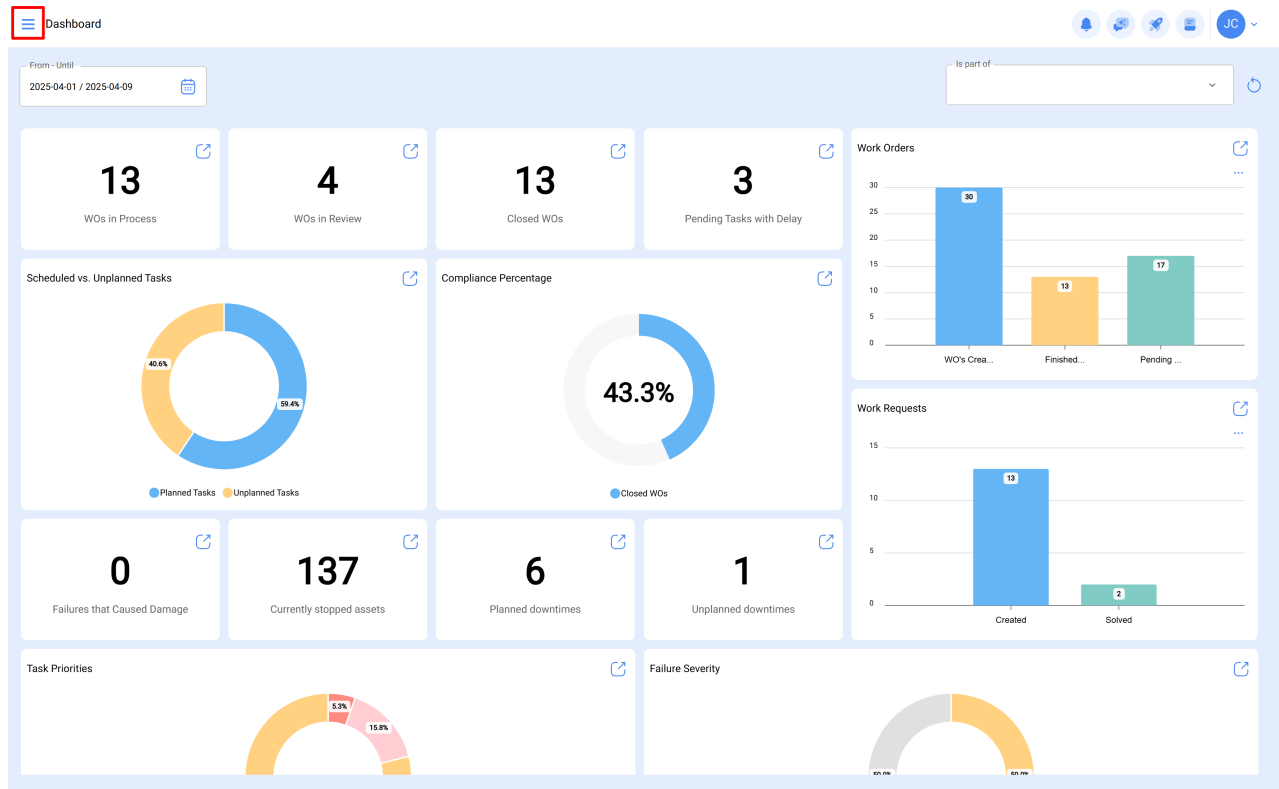 Dashboard
JC
From - Until
2025-04-01 / 2025-04-09
Is part of
13
WOs in Process
4
WOs in Review
13
Closed WOs
3
Pending Tasks with Delay
Work Orders
...
30
25
20
15
10
5
0
30
13
17
WO's Crea...
Finished...
Pending ...
Scheduled vs. Unplanned Tasks
40.6%
59.4%
Planned Tasks Unplanned Tasks
Compliance Percentage
43.3%
Closed WOs
Work Requests
...
15
10
5
0
13
2
Created
Solved
0
Failures that Caused Damage
137
Currently stopped assets
6
Planned downtimes
1
Unplanned downtimes
Task Priorities
5.3%
15.8%
Failure Severity
50.0%
50.0%